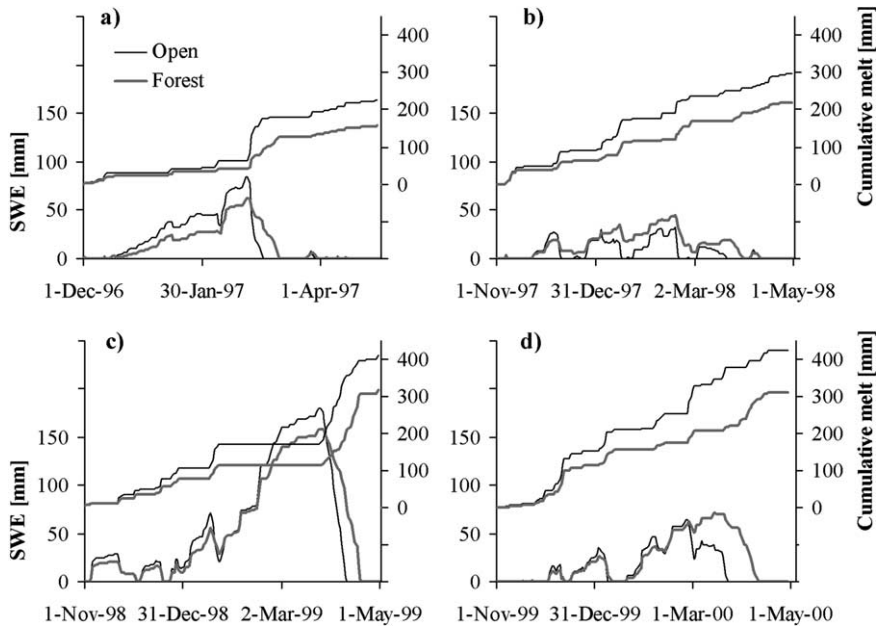 a)
Open
Forest
SWE [mm]
150
100
50
0
400
300
200
100
0
1-Dec-96 30-Jan-97 1-Apr-97
b)
400
300
200
100
0
Cumulative melt [mm]
1-Nov-97 31-Dec-97 2-Mar-98 1-May-98
c)
SWE [mm]
150
100
50
0
400
300
200
100
0
1-Nov-98 31-Dec-98 2-Mar-99 1-May-99
d)
400
300
200
100
0
Cumulative melt [mm]
1-Nov-99 31-Dec-99 1-Mar-00 1-May-00